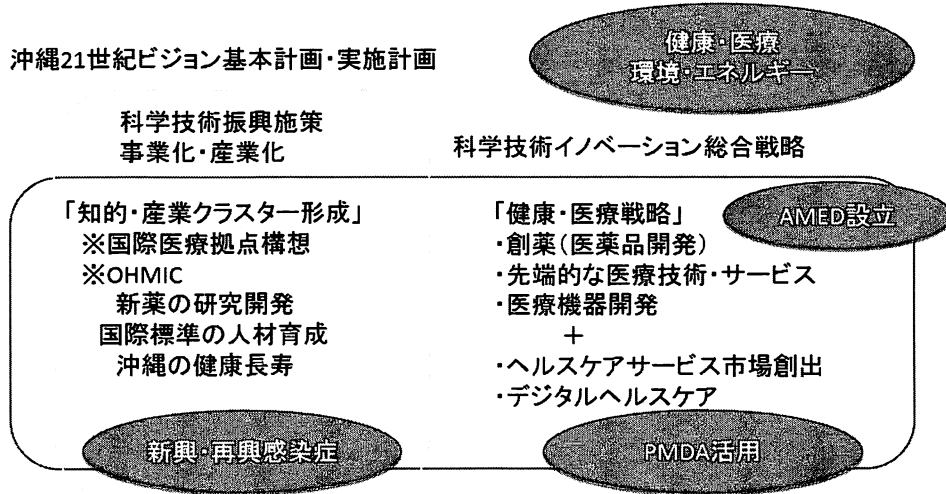 沖縄21世紀ビジョン基本計画・実施計画
健康・医療
環境・エネルギー
科学技術振興施策
事業化・産業化
科学技術イノベーション総合戦略
「知的・産業クラスター形成」
※国際医療拠点構想
※OHMIC
新薬の研究開発
国際標準の人材育成
沖縄の健康長寿
新興・再興感染症
「健康・医療戦略」
AMED設立
・創薬（医薬品開発）
・先端的な医療技術・サービス
・医療機器開発
＋
・ヘルスケアサービス市場創出
・デジタルヘルスケア
PMDA活用